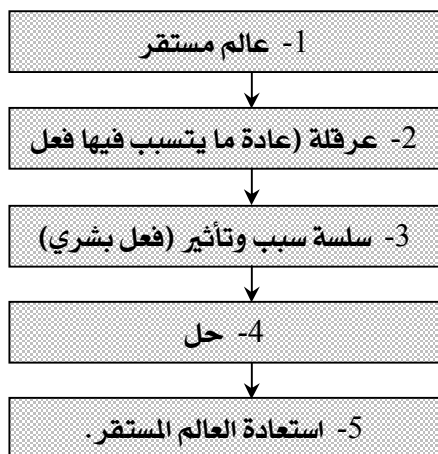 1- عالم مستقر
2- عرقلة (عادة ما يتسبب فيها فعل
3- سلسة سبب وتأثير (فعل بشري)
4- حل
5- استعادة العالم المستقر.